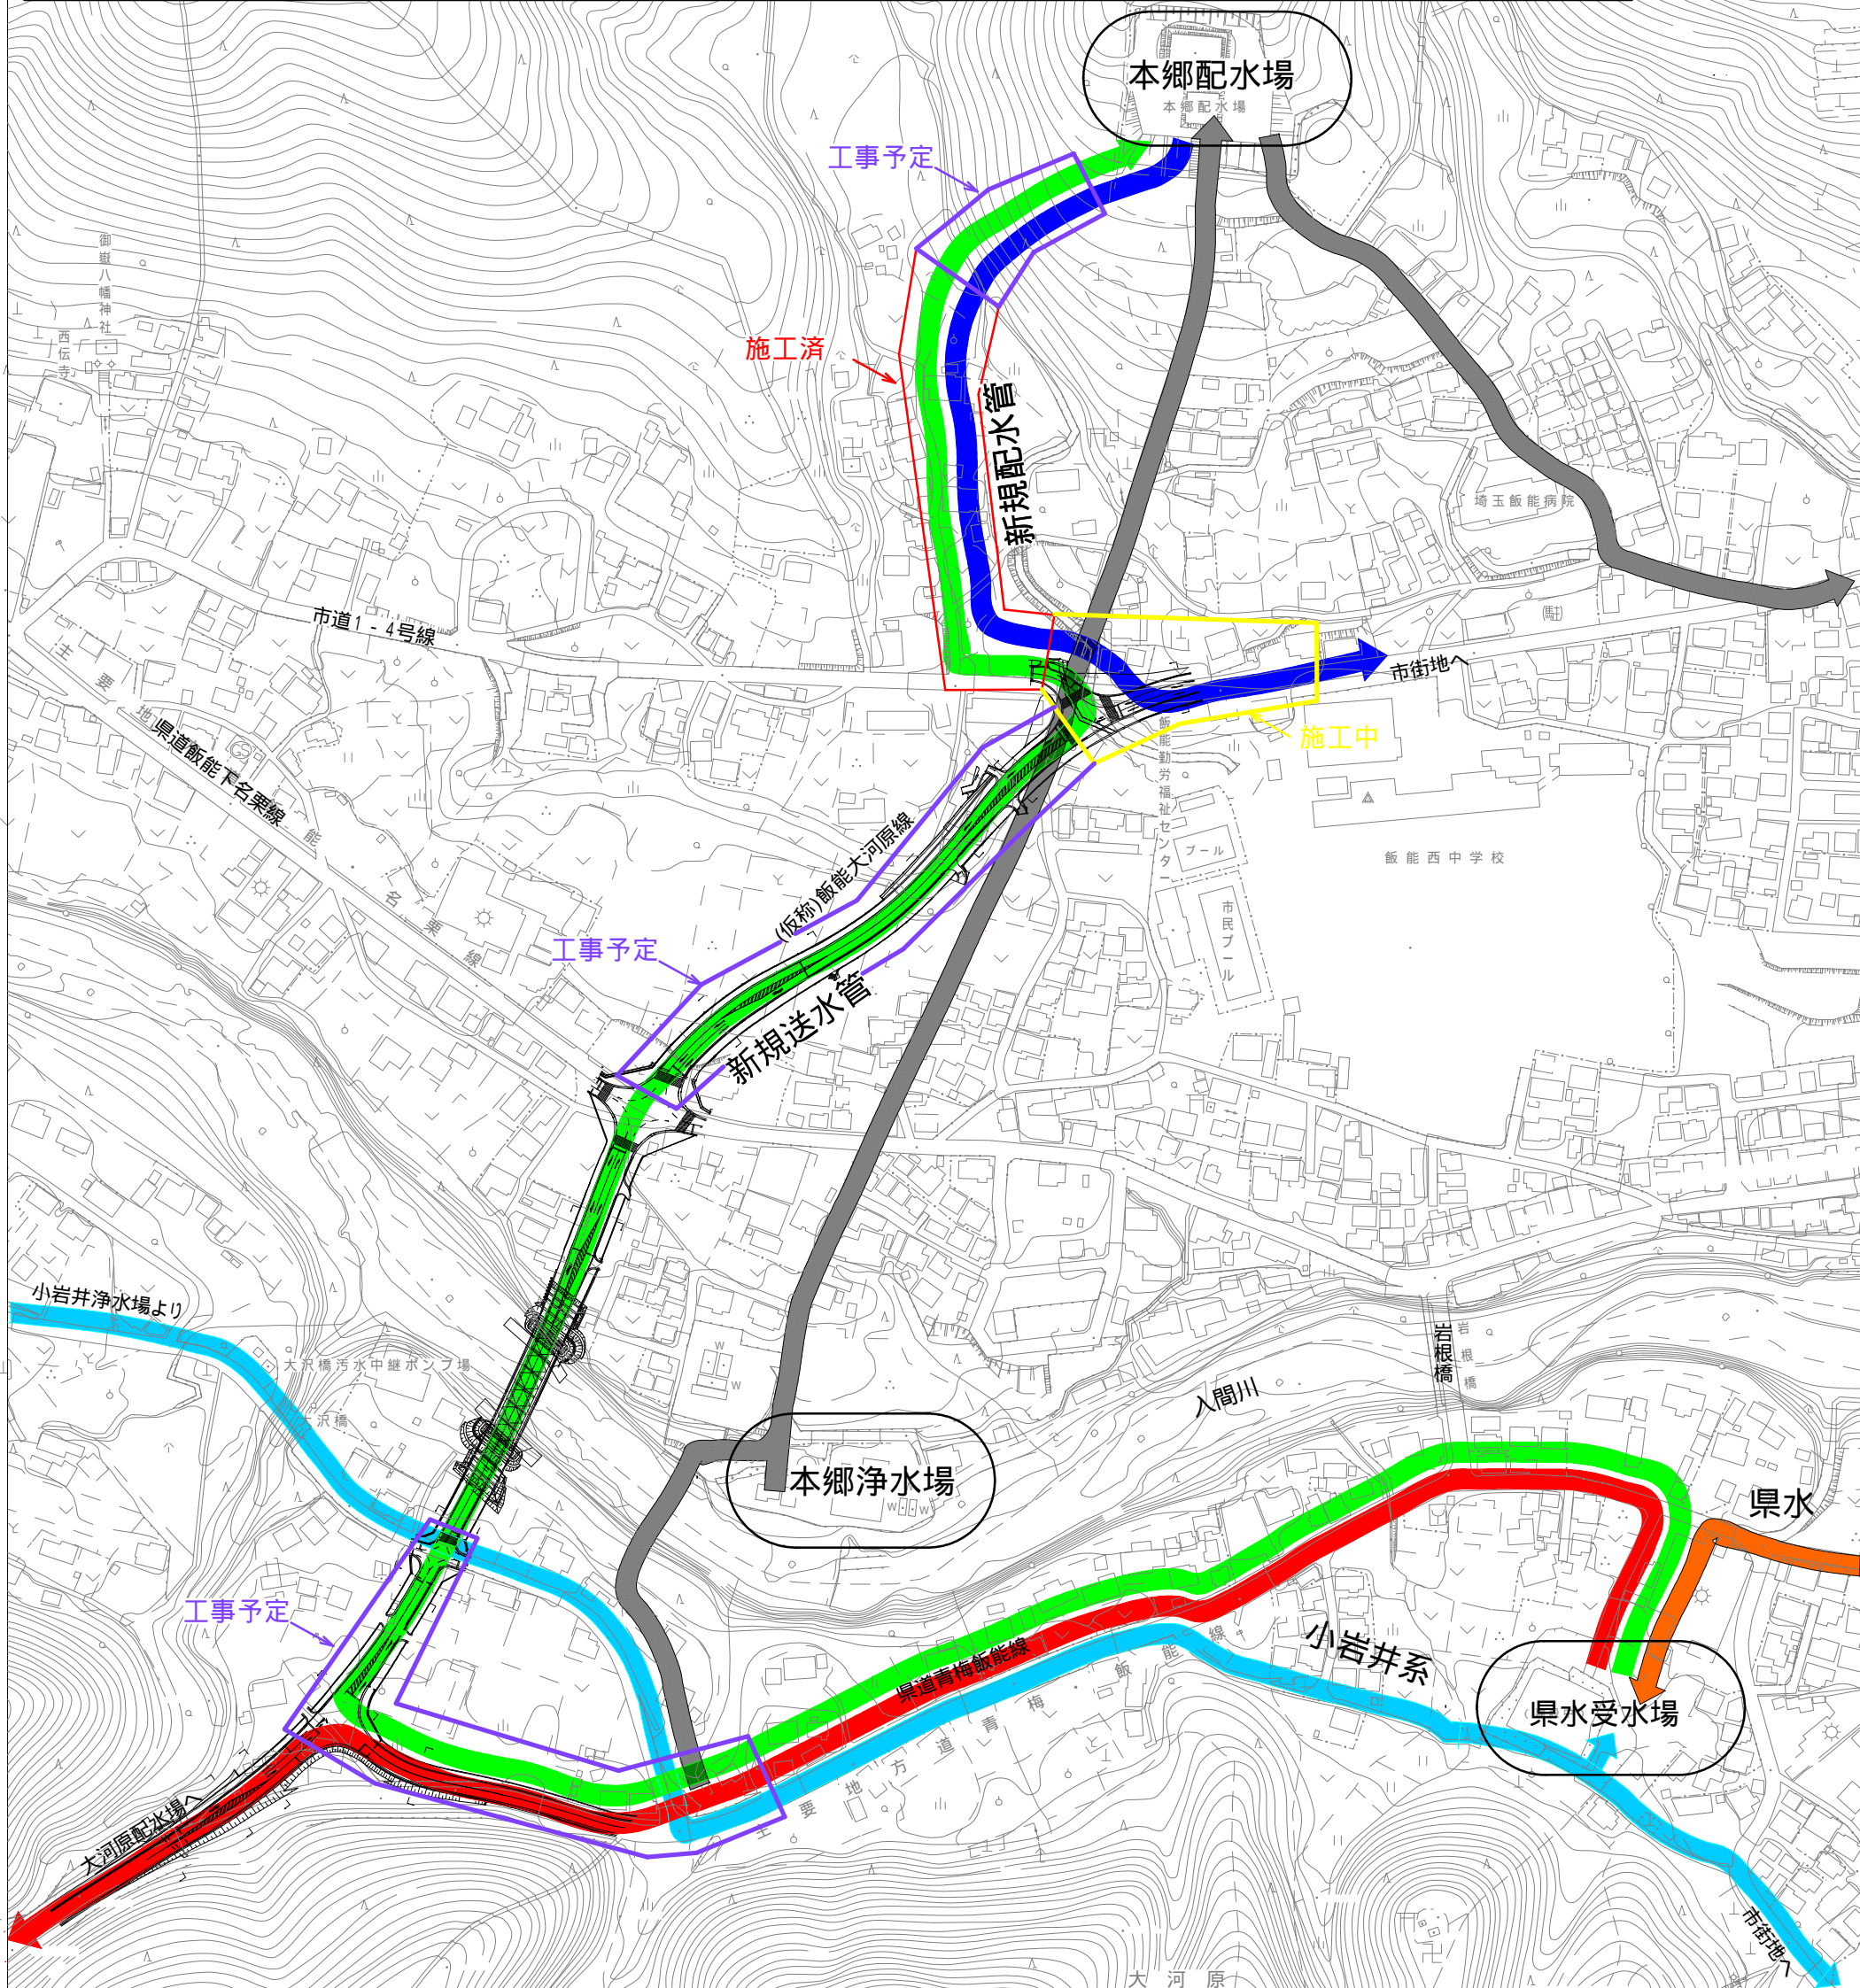 本郷配水場
本郷配水場
工事予定
御嶽八幡神社
西伝寺
施工済
新規配水管
埼玉飯能病院
市道1-4号線
市街地へ
主要地
県道飯能下名栗線
能
名栗線
施工中
飯能勤労福祉センター
プール
飯能西中学校
市民プール
(仮称)飯能大河原線
工事予定
新規送水管
小岩井浄水場より
大沢橋汚水中継ポンプ場
大沢橋
岩根橋
岩根橋
入間川
本郷浄水場
県水
工事予定
小岩井系
県道青梅飯能線
主要地方道青梅飯能線
県水受水場
大河原配水場へ
市街地へ
大河原